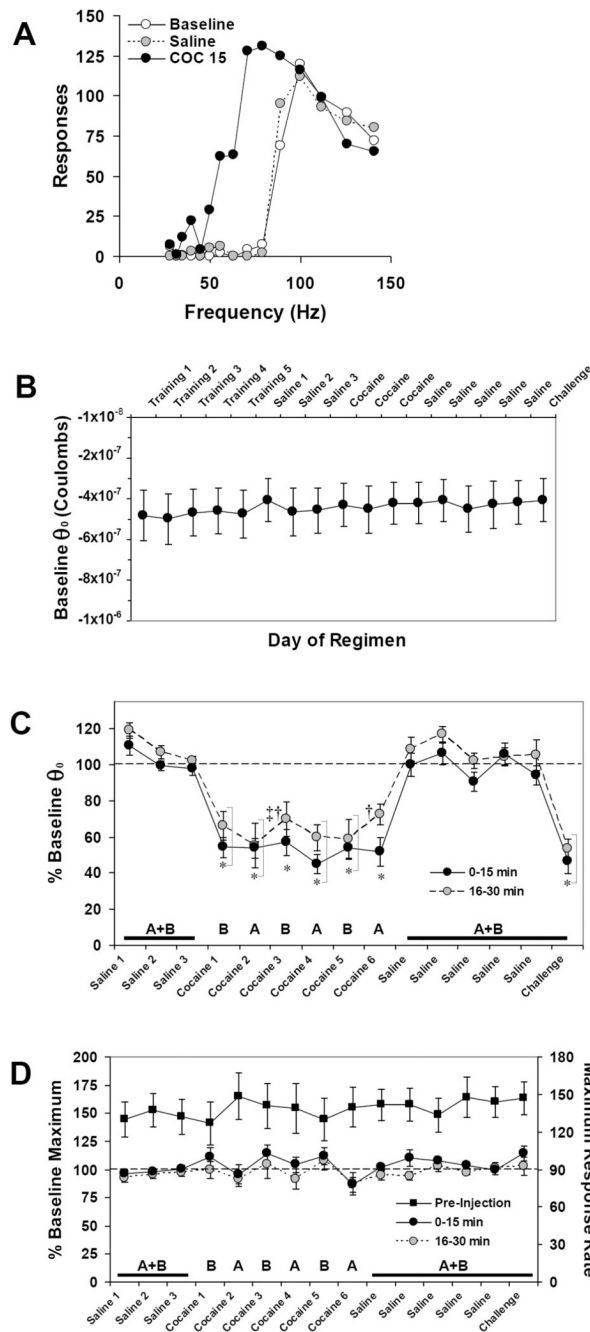 A
Baseline
Saline
COC 15
Responses
150
125
100
75
50
25
0
0
50
100
150
Frequency (Hz)
B
Training 1
Training 2
Training 3
Training 4
Training 5
Saline 1
Saline 2
Saline 3
Cocaine
Cocaine
Cocaine
Saline
Saline
Saline
Saline
Saline
Challenge
Baseline θ₀ (Coulombs)
-1x10⁻⁸
-2x10⁻⁷
-4x10⁻⁷
-6x10⁻⁷
-8x10⁻⁷
-1x10⁻⁶
Day of Regimen
C
% Baseline θ₀
120
100
80
60
40
20
0
‡†
†
* * * * * * *
0-15 min
16-30 min
A+B B A B A B A A+B
Saline 1
Saline 2
Saline 3
Cocaine 1
Cocaine 2
Cocaine 3
Cocaine 4
Cocaine 5
Cocaine 6
Saline
Saline
Saline
Saline
Saline
Challenge
D
% Baseline Maximum
200
175
150
125
100
75
50
25
0
180
150
120
90
60
30
0
Maximum Response Rate
Pre-Injection
0-15 min
16-30 min
A+B B A B A B A A+B
Saline 1
Saline 2
Saline 3
Cocaine 1
Cocaine 2
Cocaine 3
Cocaine 4
Cocaine 5
Cocaine 6
Saline
Saline
Saline
Saline
Saline
Challenge